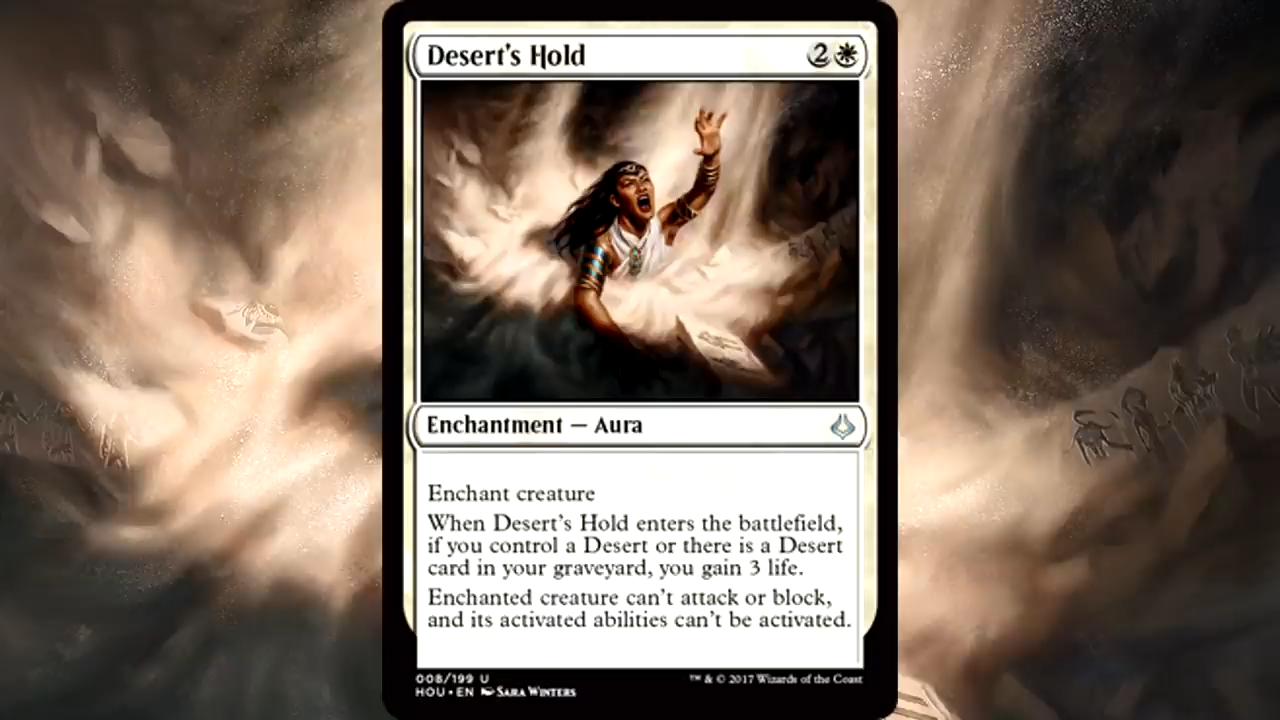 Desert's Hold 2
Enchantment — Aura
Enchant creature
When Desert's Hold enters the battlefield,
if you control a Desert or there is a Desert
card in your graveyard, you gain 3 life.
Enchanted creature can't attack or block,
and its activated abilities can't be activated.
008/199 U
HOU • EN Sara Winters
™ & © 2017 Wizards of the Coast